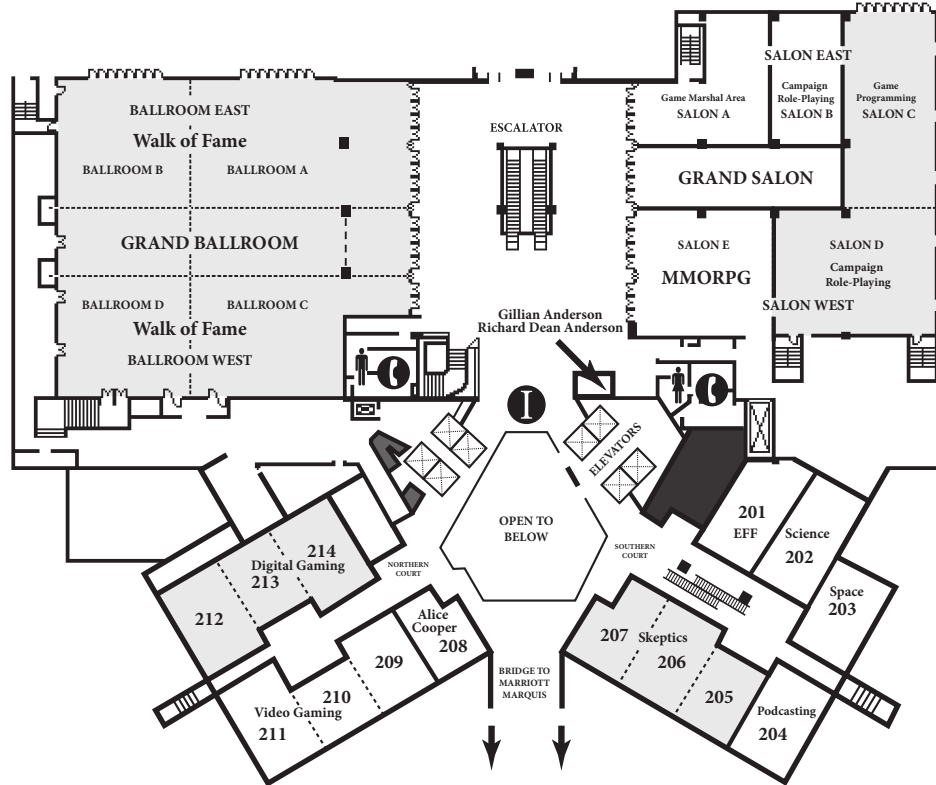 BALLROOM EAST
Walk of Fame
BALLROOM B
BALLROOM A
GRAND BALLROOM
BALLROOM D
BALLROOM C
Walk of Fame
BALLROOM WEST
ESCALATOR
SALON EAST
Game Marshal Area
SALON A
Campaign
Role-Playing
SALON B
Game
Programming
SALON C
GRAND SALON
SALON E
MMORPG
SALON D
Campaign
Role-Playing
SALON WEST
Gillian Anderson
Richard Dean Anderson
I
ELEVATORS
OPEN TO
BELOW
NORTHERN
COURT
SOUTHERN
COURT
214
Digital Gaming
213
212
Alice
Cooper
208
209
210
Video Gaming
211
BRIDGE TO
MARRIOTT
MARQUIS
201
EFF
Science
202
Space
203
207
Skeptics
206
205
Podcasting
204